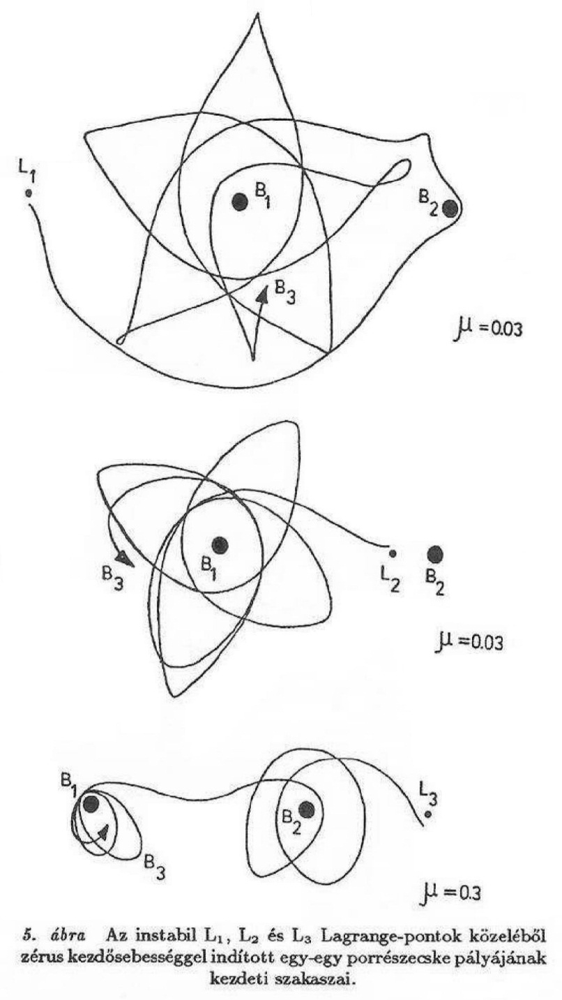 L1
B1
B2
B3
μ=0.03
B3
B1
L2
B2
μ=0.03
B1
L3
B2
B3
μ=0.3
5. ábra Az instabil L₁, L₂ és L₃ Lagrange-pontok közeléből
zérus kezdősebességgel indított egy-egy porrészecske pályájának
kezdeti szakaszai.